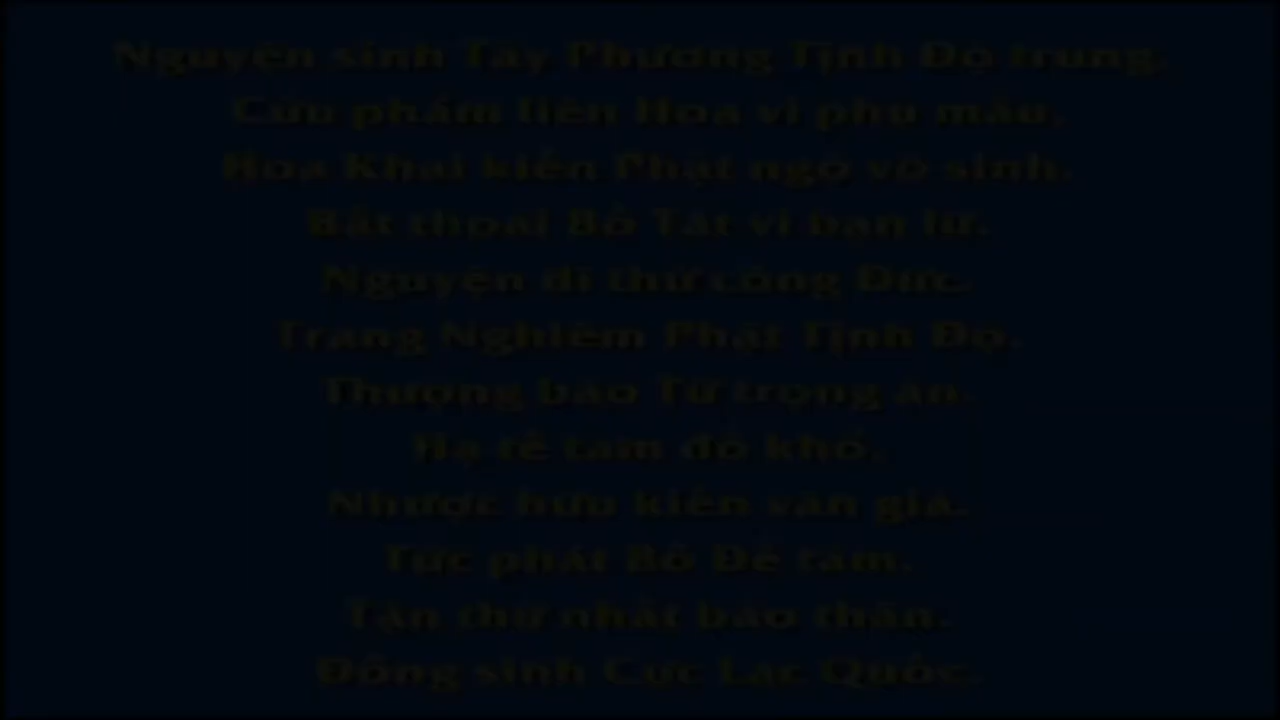 Nguyện sinh Tây Phương Tịnh Độ trung.
Cửu phẩm liên Hoa vi phụ mẫu.
Hoa Khai kiến Phật ngộ vô sinh.
Bất thoái Bồ Tát vi bạn lữ.
Nguyện dĩ thử công Đức.
Trang Nghiêm Phật Tịnh Độ.
Thượng báo Tứ trọng ân.
Hạ tế tam đồ khổ.
Nhược hữu kiến văn giả.
Tức phát Bồ Đề tâm.
Tận thử nhất báo thân.
Đồng sinh Cực Lạc Quốc.